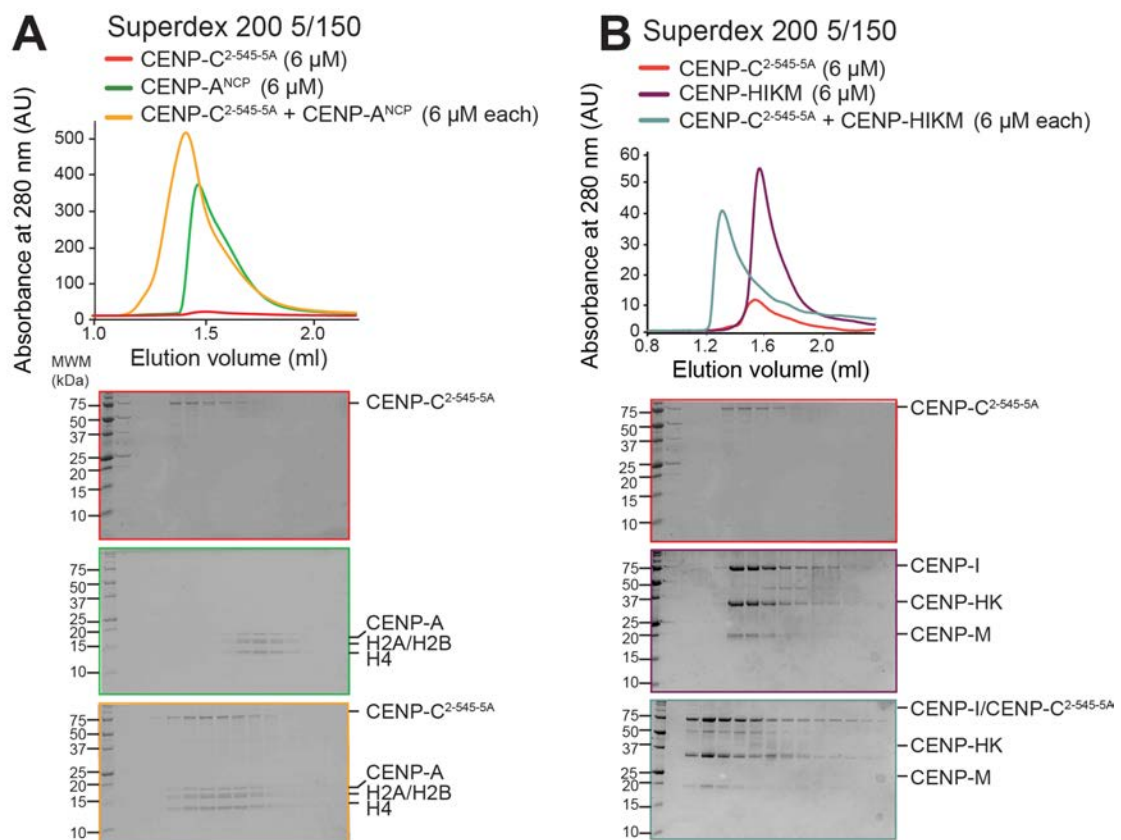 A
Superdex 200 5/150
CENP-C2-545-5A (6 µM)
CENP-ANCP (6 µM)
CENP-C2-545-5A + CENP-ANCP (6 µM each)
Absorbance at 280 nm (AU)
500
400
300
200
100
0
1.0 1.5 2.0
Elution volume (ml)
MWM
(kDa)
75
50
37
25
20
15
10
CENP-C2-545-5A
75
50
37
25
20
15
10
CENP-A
H2A/H2B
H4
75
50
37
25
20
15
10
CENP-C2-545-5A
CENP-A
H2A/H2B
H4
B
Superdex 200 5/150
CENP-C2-545-5A (6 µM)
CENP-HIKM (6 µM)
CENP-C2-545-5A + CENP-HIKM (6 µM each)
Absorbance at 280 nm (AU)
60
50
40
30
20
10
0
0.8 1.2 1.6 2.0
Elution volume (ml)
75
50
37
25
20
15
10
CENP-C2-545-5A
75
50
37
25
20
15
10
CENP-I
CENP-HK
CENP-M
75
50
37
25
20
15
10
CENP-I/CENP-C2-545-5A
CENP-HK
CENP-M